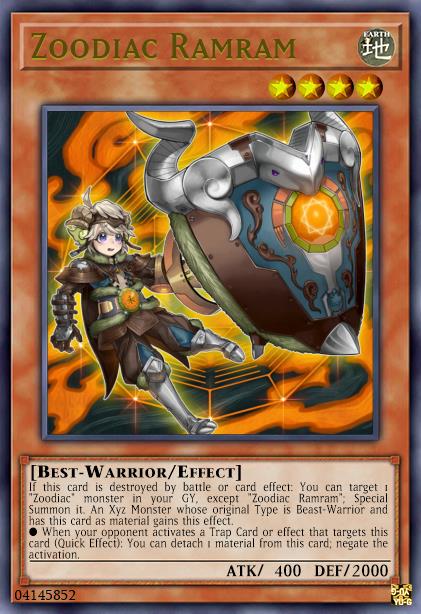 Zoodiac Ramram
EARTH
地
[Best-Warrior/Effect]
If this card is destroyed by battle or card effect: You can target 1
"Zoodiac" monster in your GY, except "Zoodiac Ramram"; Special
Summon it. An Xyz Monster whose original Type is Beast-Warrior and
has this card as material gains this effect.
● When your opponent activates a Trap Card or effect that targets this
card (Quick Effect): You can detach 1 material from this card; negate the
activation.
ATK/ 400 DEF/2000
04145852